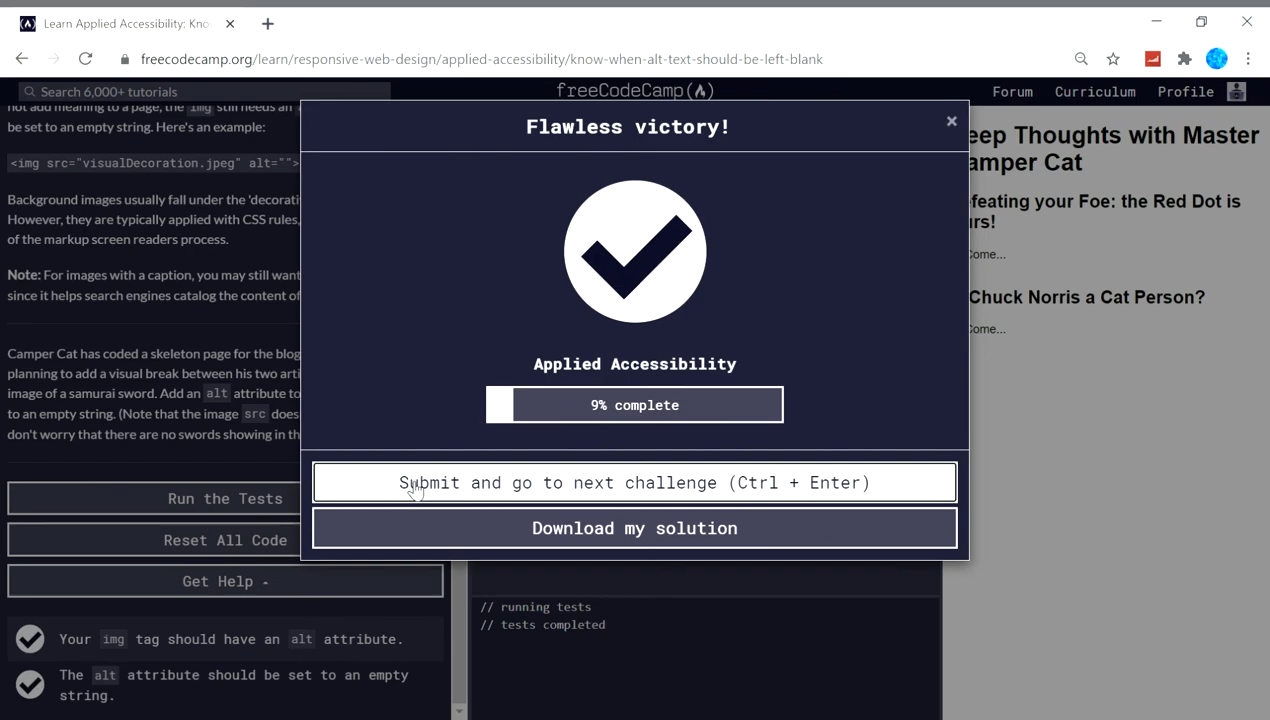 Learn Applied Accessibility: Kno
freecodecamp.org/learn/responsive-web-design/applied-accessibility/know-when-alt-text-should-be-left-blank
Search 6,000+ tutorials
freeCodeCamp
Forum
Curriculum
Profile
not add meaning to a page, the img still needs an
be set to an empty string. Here's an example:
<img src="visualDecoration.jpeg" alt="">
Background images usually fall under the 'decorati
However, they are typically applied with CSS rules,
of the markup screen readers process.
Note: For images with a caption, you may still want
since it helps search engines catalog the content of
Camper Cat has coded a skeleton page for the blog
planning to add a visual break between his two arti
image of a samurai sword. Add an alt attribute to
to an empty string. (Note that the image src does
don't worry that there are no swords showing in th
Run the Tests
Reset All Code
Get Help -
Your img tag should have an alt attribute.
The alt attribute should be set to an empty
string.
Flawless victory!
×
Applied Accessibility
9% complete
Submit and go to next challenge (Ctrl + Enter)
Download my solution
// running tests
// tests completed
eep Thoughts with Master
amper Cat
feating your Foe: the Red Dot is
urs!
Come...
Chuck Norris a Cat Person?
Come...